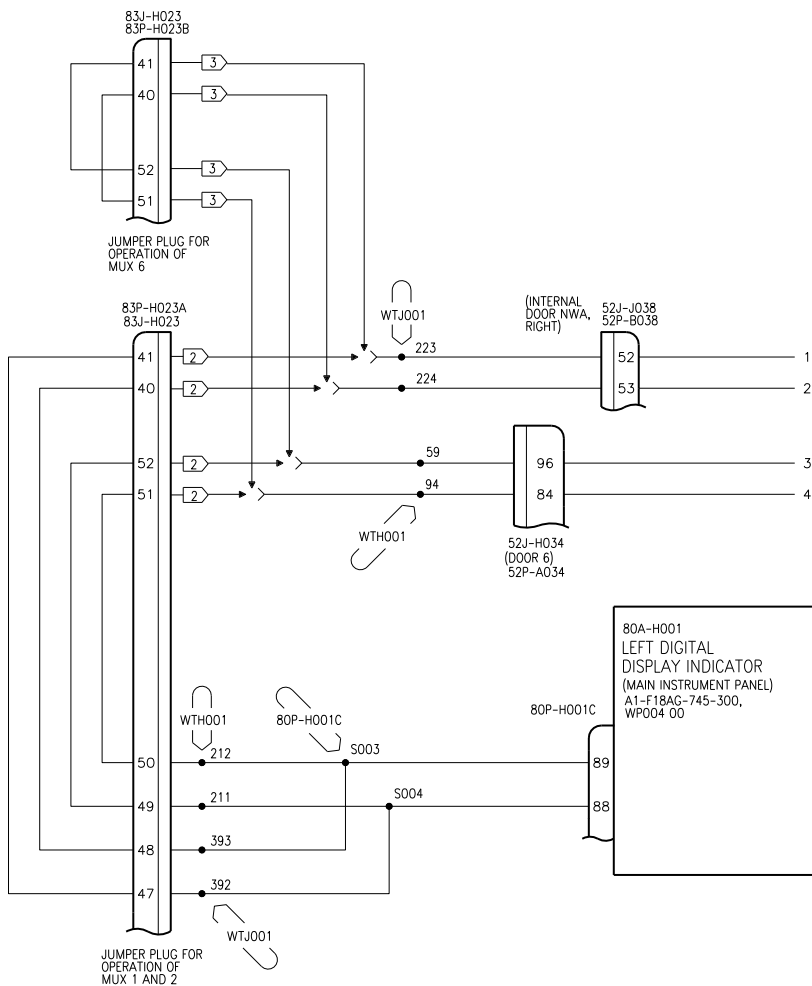 83J-H023
83P-H023B
41
3
40
3
52
3
51
3
JUMPER PLUG FOR
OPERATION OF
MUX 6
83P-H023A
83J-H023
WTJ001
(INTERNAL
DOOR NWA,
RIGHT)
52J-J038
52P-B038
41
2
223
52
1
40
2
224
53
2
52
2
59
96
3
51
2
94
84
4
WTH001
52J-H034
(DOOR 6)
52P-A034
80A-H001
LEFT DIGITAL
DISPLAY INDICATOR
(MAIN INSTRUMENT PANEL)
A1-F18AG-745-300,
WP004 00
80P-H001C
WTH001
80P-H001C
50
212
S003
89
49
211
S004
88
48
393
47
392
WTJ001
JUMPER PLUG FOR
OPERATION OF
MUX 1 AND 2